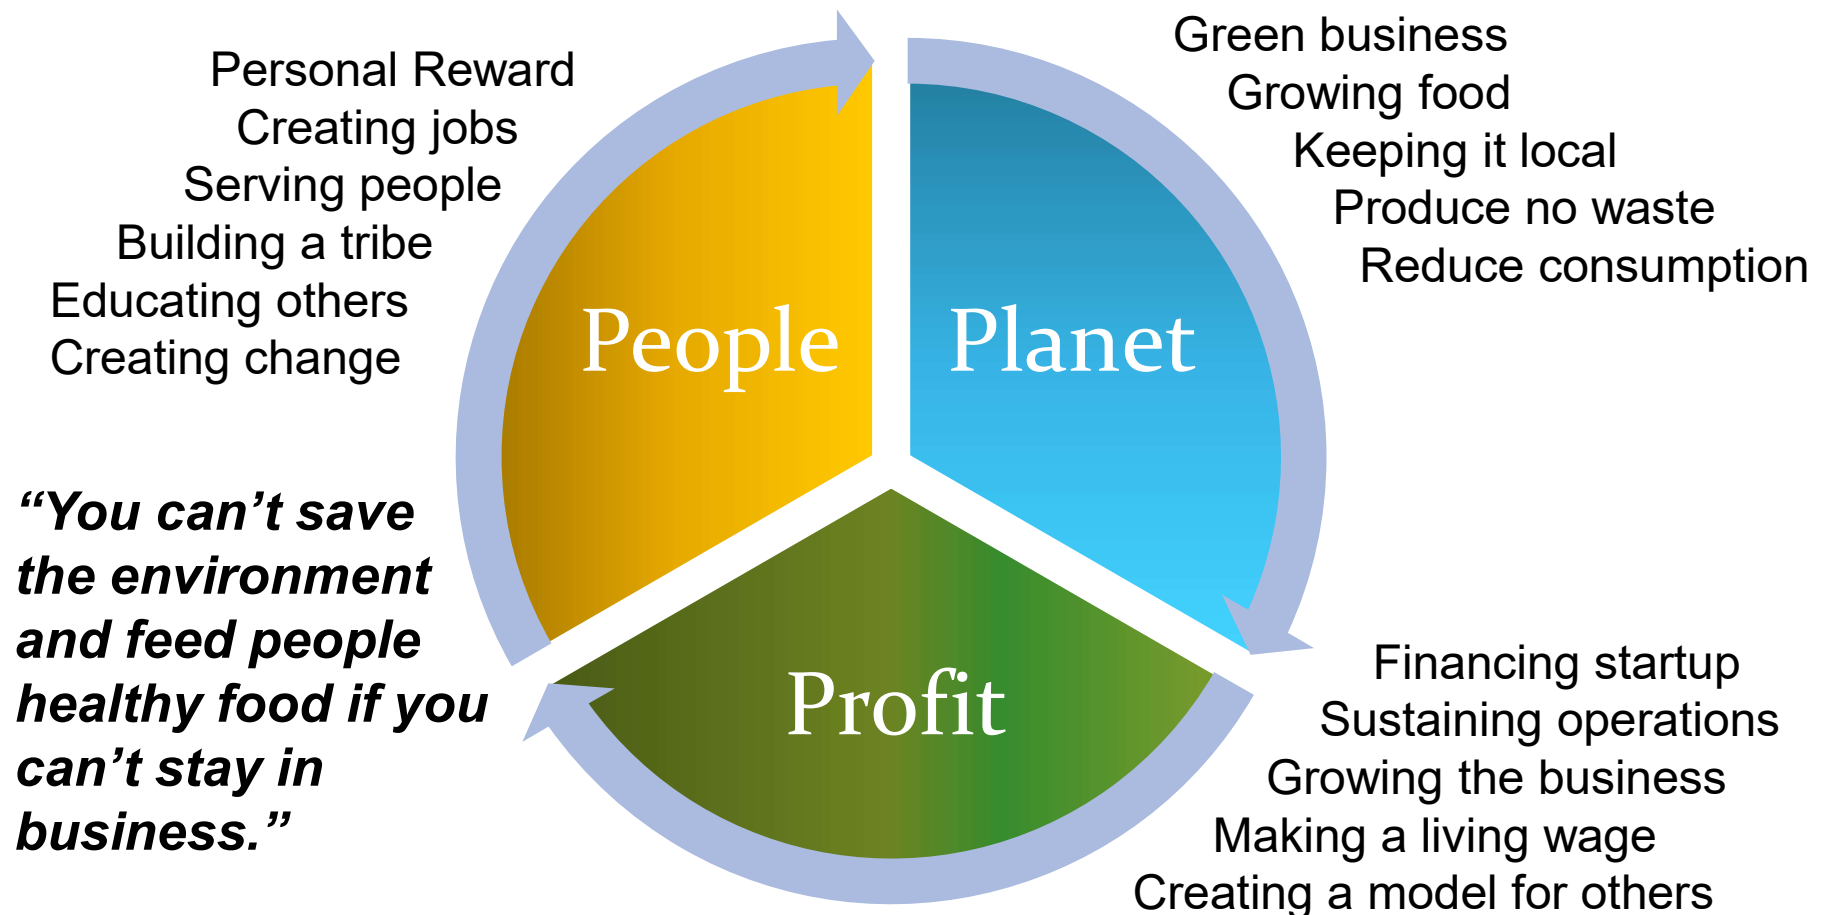 Personal Reward
Creating jobs
Serving people
Building a tribe
Educating others
Creating change
People
Planet
Green business
Growing food
Keeping it local
Produce no waste
Reduce consumption
“You can’t save
the environment
and feed people
healthy food if you
can’t stay in
business.”
Profit
Financing startup
Sustaining operations
Growing the business
Making a living wage
Creating a model for others